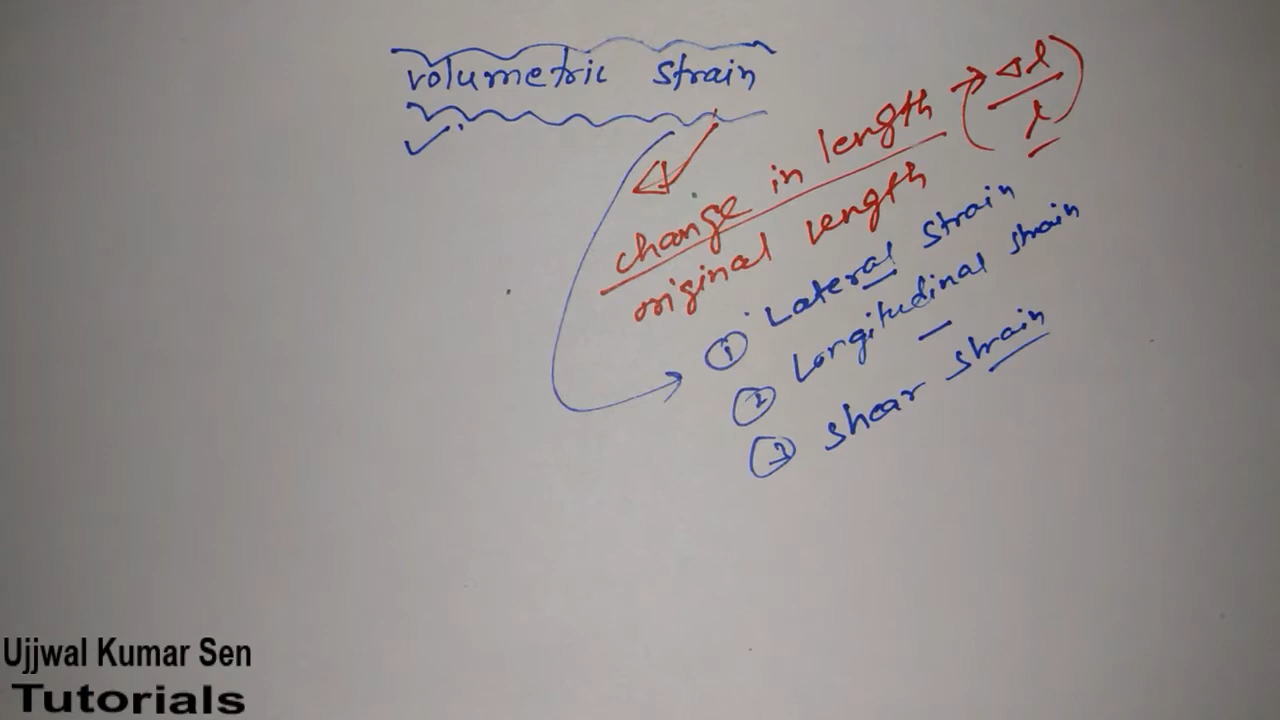 volumetric strain
change in length → Δl
original length l
① Lateral strain
② Longitudinal strain
③ shear strain
Ujjwal Kumar Sen
Tutorials